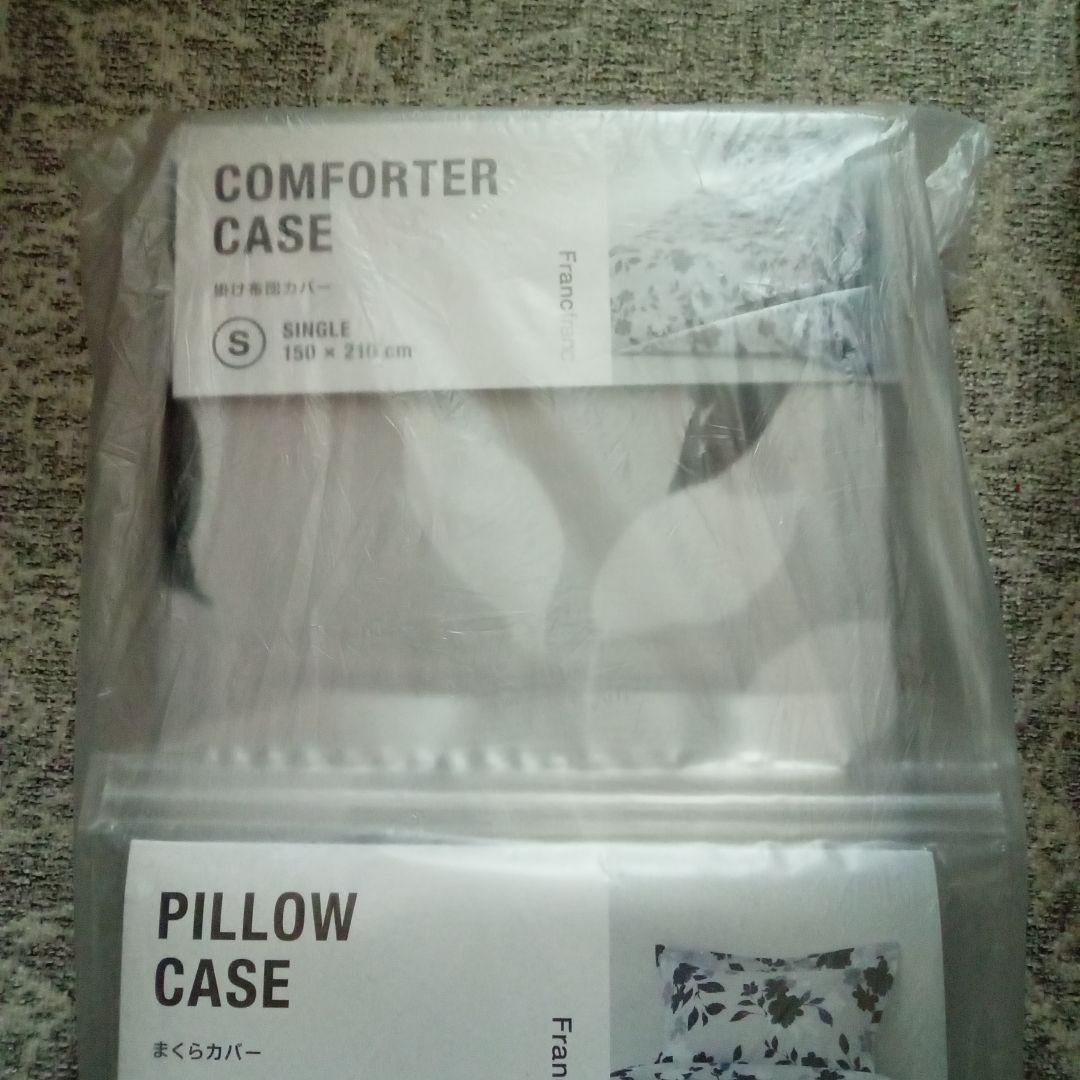 COMFORTER
CASE
掛け布団カバー
S
SINGLE
150 × 210 cm
Francfranc
PILLOW
CASE
まくらカバー
Fran